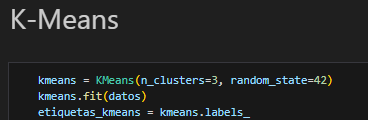 K-Means
kmeans = KMeans(n_clusters=3, random_state=42)
kmeans.fit(datos)
etiquetas_kmeans = kmeans.labels_